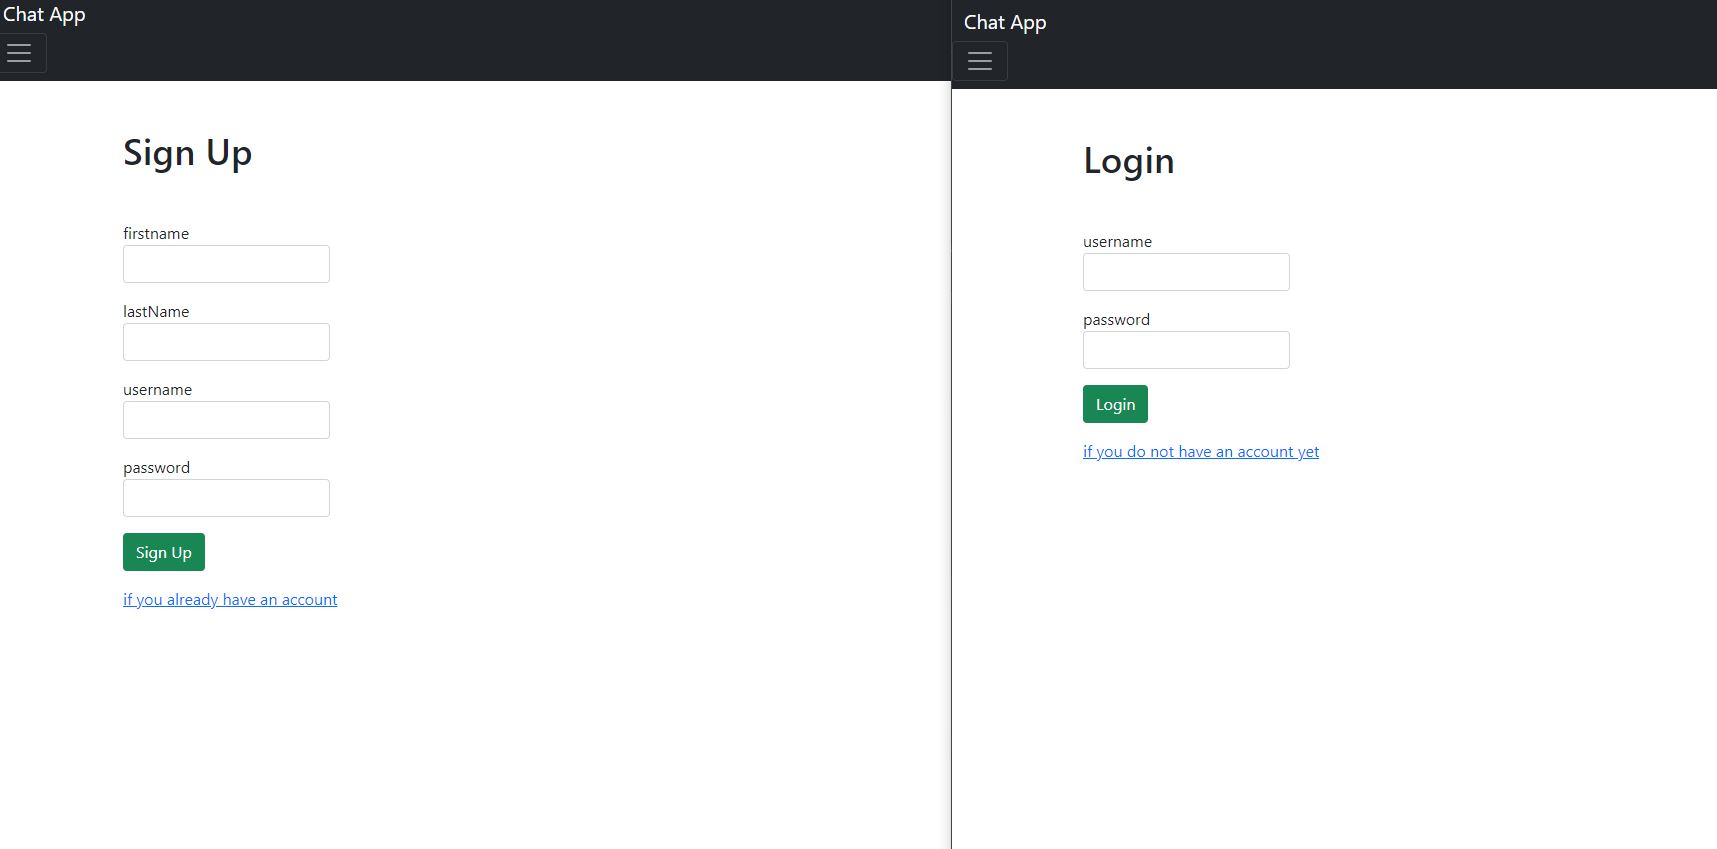 Chat App
Sign Up
firstname
lastName
username
password
Sign Up
if you already have an account
Chat App
Login
username
password
Login
if you do not have an account yet